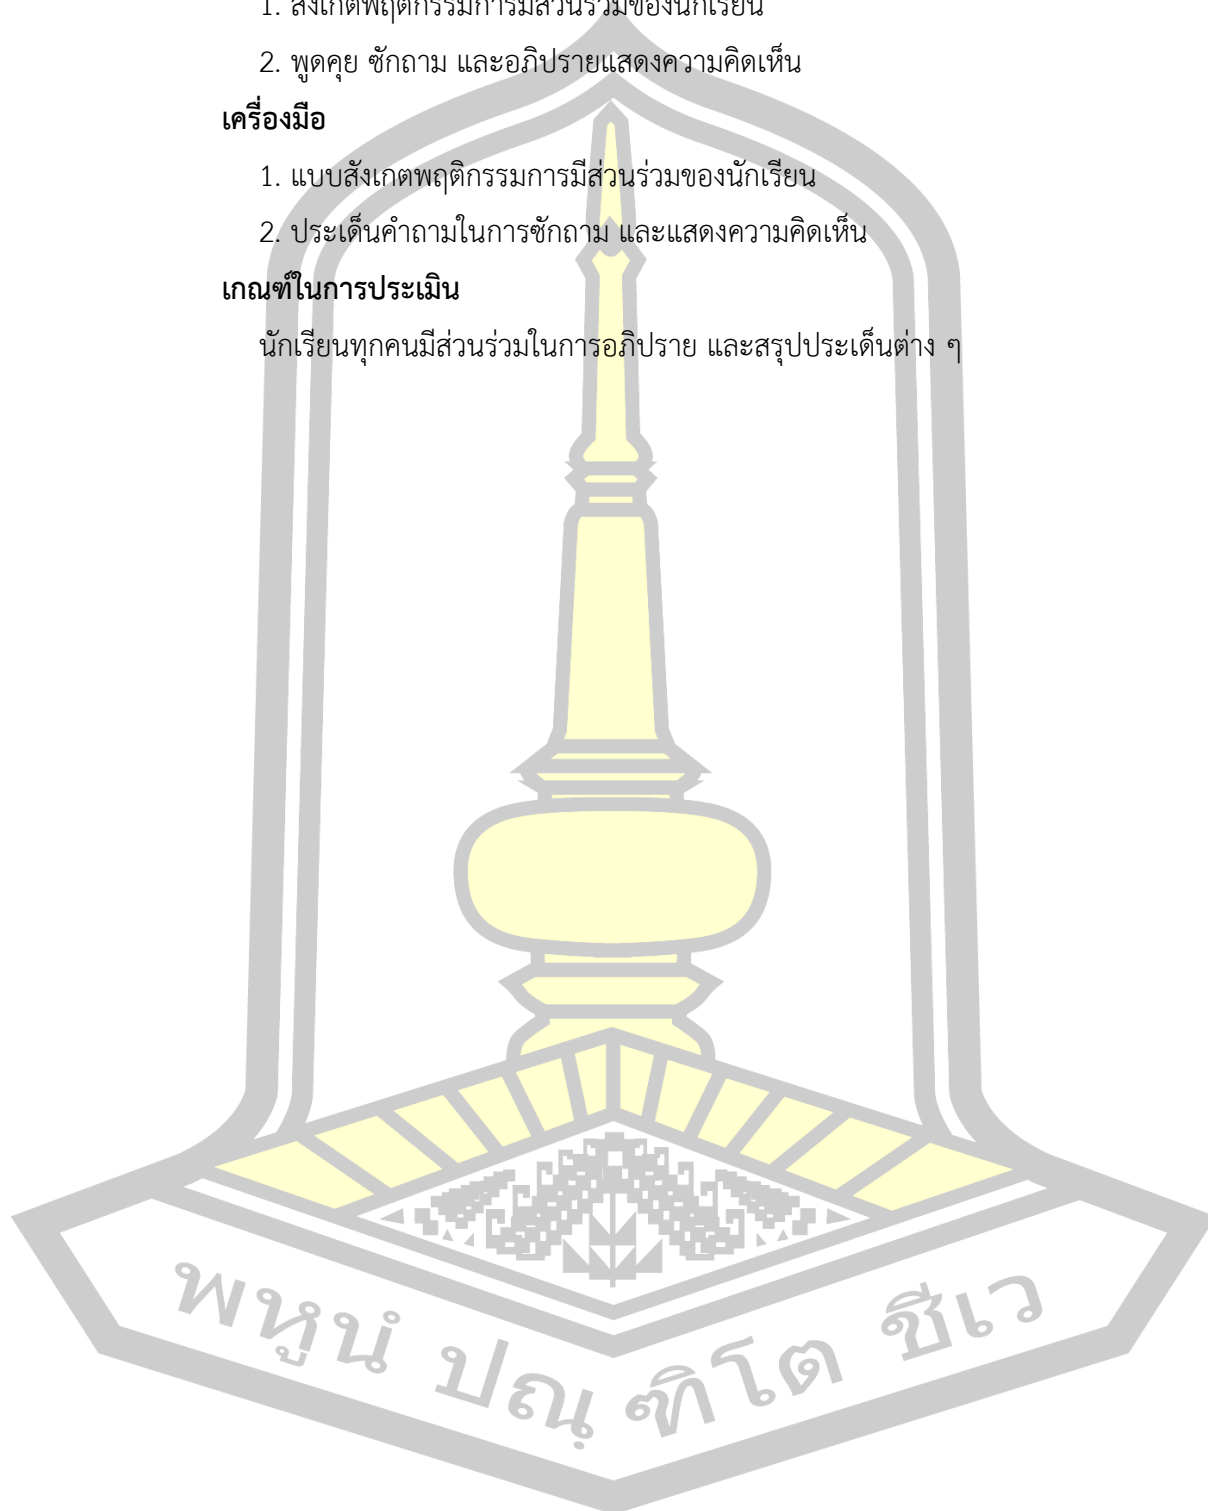 1. สังเกตพฤติกรรมการมีส่วนร่วมของนักเรียน
2. พูดคุย ซักถาม และอภิปรายแสดงความคิดเห็น
เครื่องมือ
1. แบบสังเกตพฤติกรรมการมีส่วนร่วมของนักเรียน
2. ประเด็นคำถามในการซักถาม และแสดงความคิดเห็น
เกณฑ์ในการประเมิน
นักเรียนทุกคนมีส่วนร่วมในการอภิปราย และสรุปประเด็นต่าง ๆ
พหูนํ ปณฺ ฑิโต ชีเว